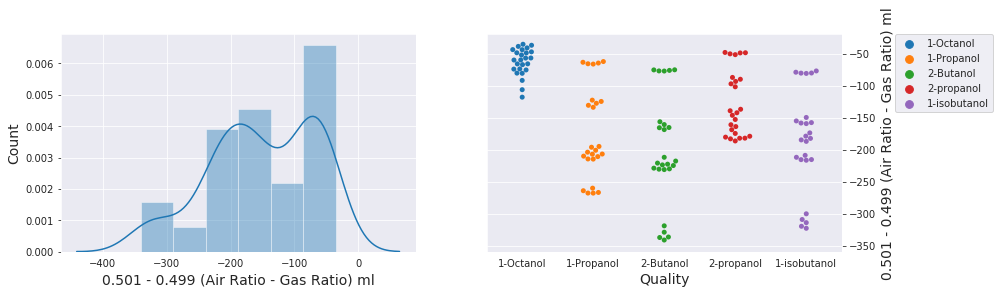 0.006
0.005
0.004
0.003
0.002
0.001
0.000
Count
−400
−300
−200
−100
0
0.501 - 0.499 (Air Ratio - Gas Ratio) ml
1-Octanol
1-Propanol
2-Butanol
2-propanol
1-isobutanol
Quality
−50
−100
−150
−200
−250
−300
−350
0.501 - 0.499 (Air Ratio - Gas Ratio) ml
1-Octanol
1-Propanol
2-Butanol
2-propanol
1-isobutanol